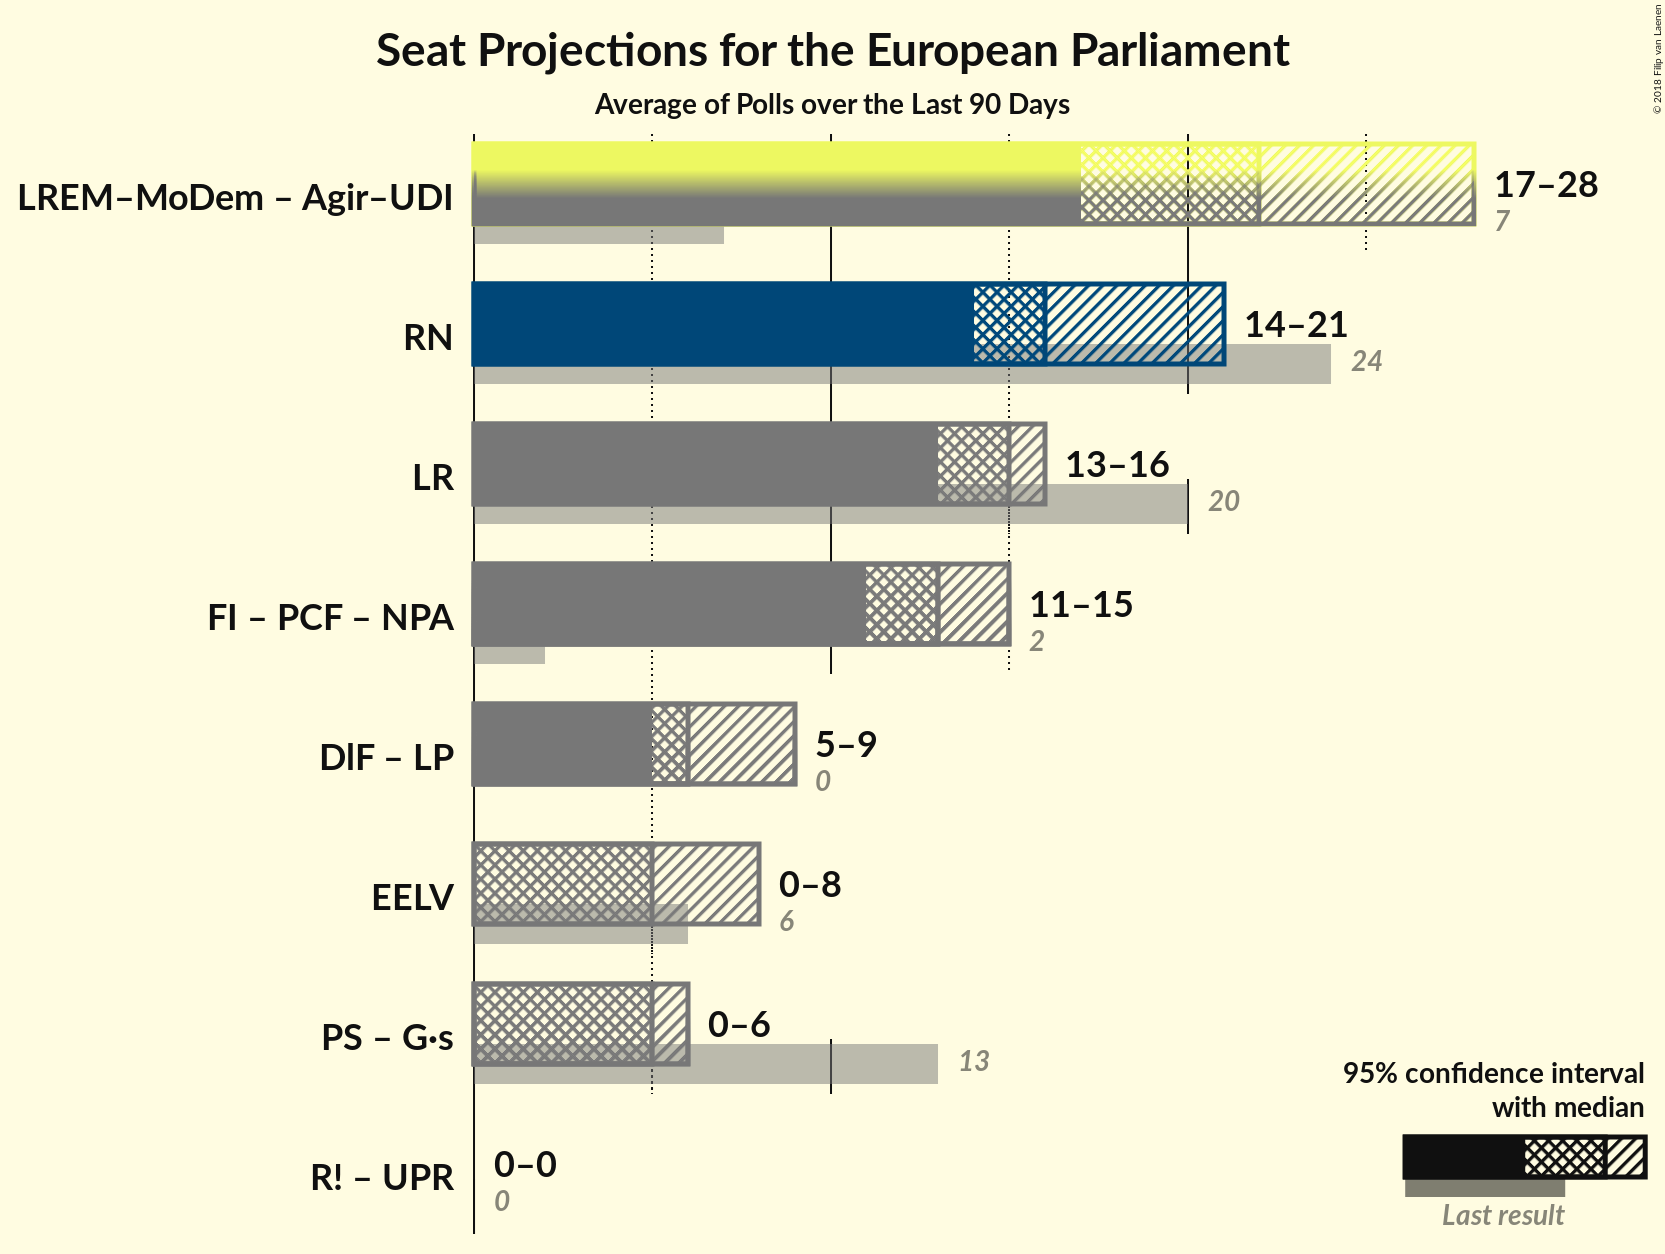 Seat Projections for the European Parliament
Average of Polls over the Last 90 Days
© 2018 Filip van Laenen
LREM–MoDem – Agir–UDI
17–28
7
RN
14–21
24
LR
13–16
20
FI – PCF – NPA
11–15
2
DlF – LP
5–9
0
EELV
0–8
6
PS – G·s
0–6
13
R! – UPR
0–0
0
95% confidence interval
with median
Last result